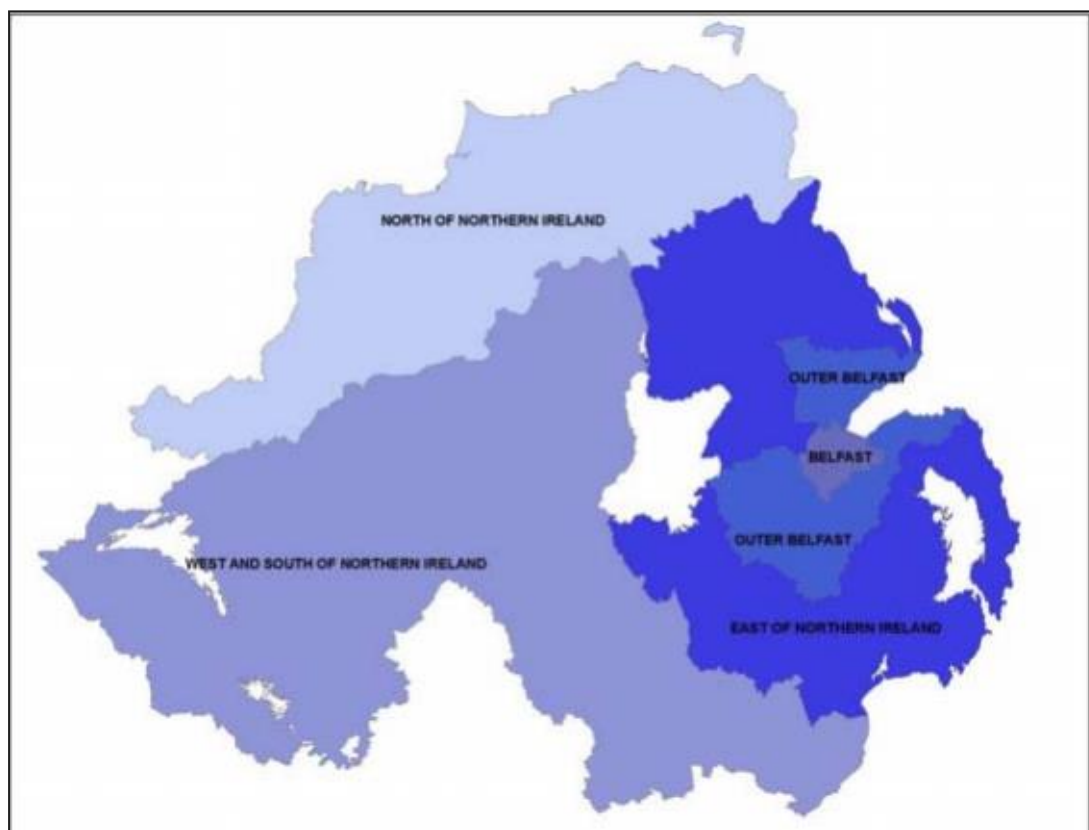 NORTH OF NORTHERN IRELAND
OUTER BELFAST
BELFAST
OUTER BELFAST
WEST AND SOUTH OF NORTHERN IRELAND
EAST OF NORTHERN IRELAND